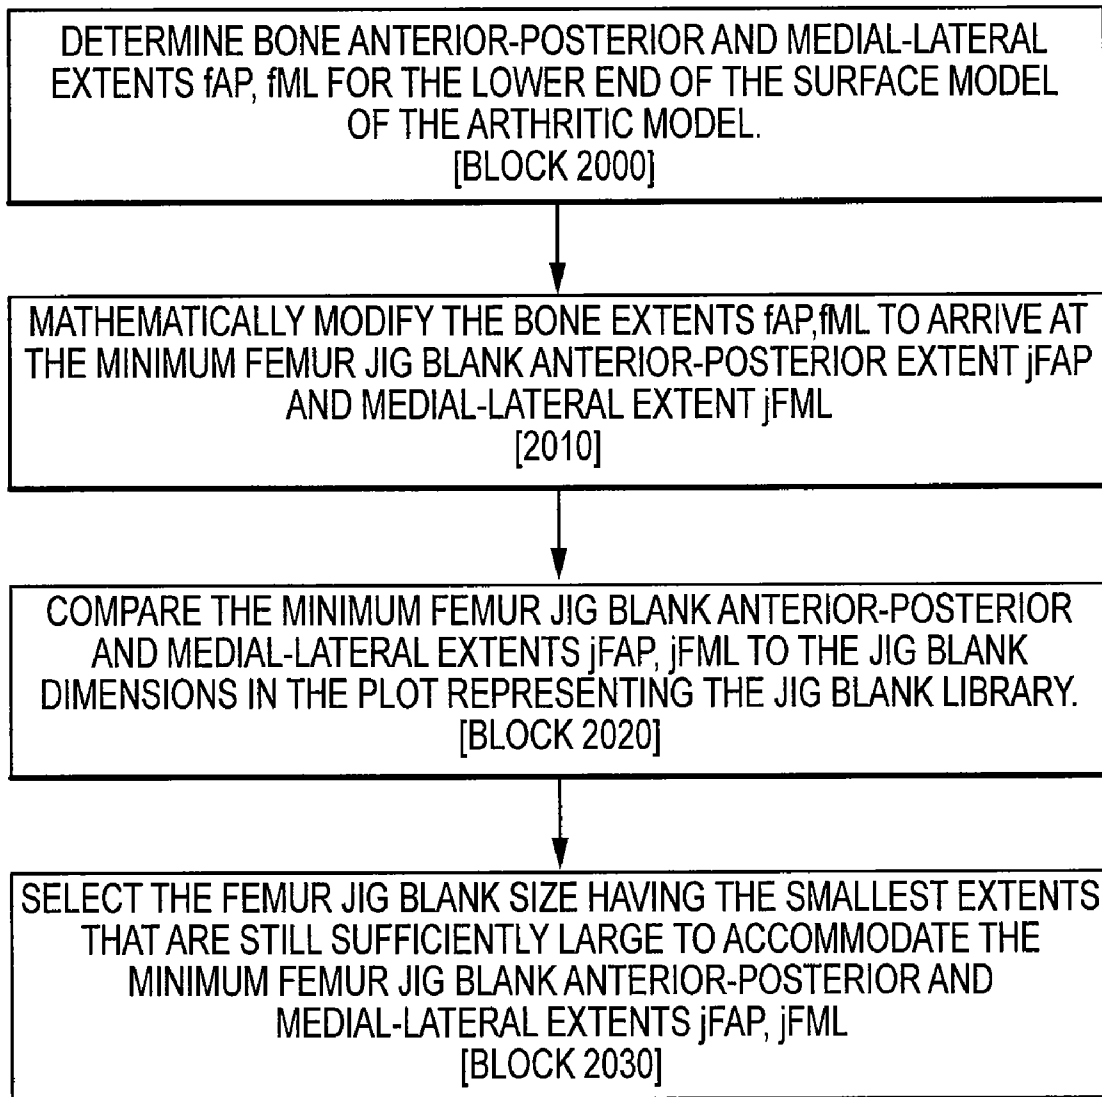 DETERMINE BONE ANTERIOR-POSTERIOR AND MEDIAL-LATERAL
EXTENTS fAP, fML FOR THE LOWER END OF THE SURFACE MODEL
OF THE ARTHRITIC MODEL.
[BLOCK 2000]
MATHEMATICALLY MODIFY THE BONE EXTENTS fAP,fML TO ARRIVE AT
THE MINIMUM FEMUR JIG BLANK ANTERIOR-POSTERIOR EXTENT jFAP
AND MEDIAL-LATERAL EXTENT jFML
[2010]
COMPARE THE MINIMUM FEMUR JIG BLANK ANTERIOR-POSTERIOR
AND MEDIAL-LATERAL EXTENTS jFAP, jFML TO THE JIG BLANK
DIMENSIONS IN THE PLOT REPRESENTING THE JIG BLANK LIBRARY.
[BLOCK 2020]
SELECT THE FEMUR JIG BLANK SIZE HAVING THE SMALLEST EXTENTS
THAT ARE STILL SUFFICIENTLY LARGE TO ACCOMMODATE THE
MINIMUM FEMUR JIG BLANK ANTERIOR-POSTERIOR AND
MEDIAL-LATERAL EXTENTS jFAP, jFML
[BLOCK 2030]